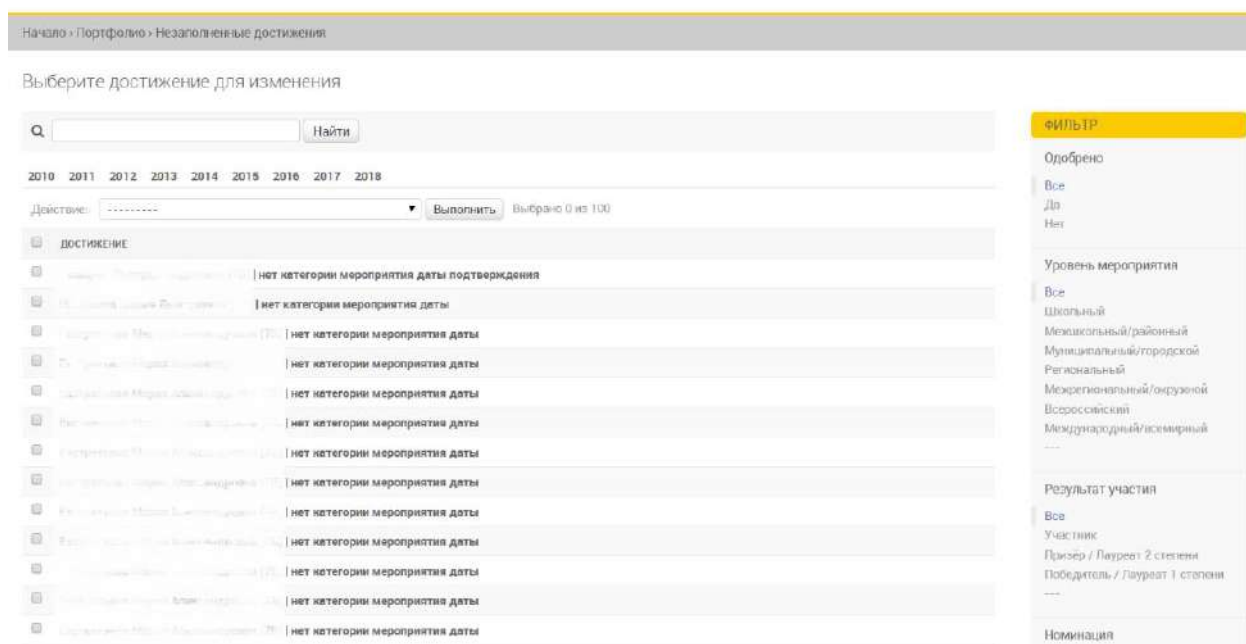 Начало › Портфолио › Незаполненные достижения
Выберите достижение для изменения
Найти
2010 2011 2012 2013 2014 2015 2016 2017 2018
Действие: --------- Выполнить Выбрано 0 из 100
ДОСТИЖЕНИЕ
| нет категории мероприятия даты подтверждения
| нет категории мероприятия даты
| нет категории мероприятия даты
| нет категории мероприятия даты
| нет категории мероприятия даты
| нет категории мероприятия даты
| нет категории мероприятия даты
| нет категории мероприятия даты
| нет категории мероприятия даты
| нет категории мероприятия даты
| нет категории мероприятия даты
| нет категории мероприятия даты
| нет категории мероприятия даты
ФИЛЬТР
Одобрено
Все
Да
Нет
Уровень мероприятия
Все
Школьный
Межшкольный/районный
Муниципальный/городской
Региональный
Межрегиональный/окружной
Всероссийский
Международный/всемирный
---
Результат участия
Все
Участник
Призёр / Лауреат 2 степени
Победитель / Лауреат 1 степени
---
Номинация